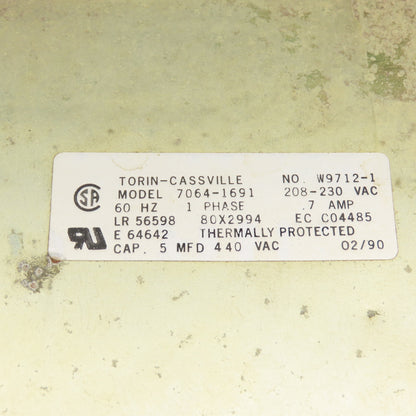 TORIN-CASSVILLE NO. W9712-1
MODEL 7064-1691 208-230 VAC
60 HZ 1 PHASE .7 AMP
LR 56598 80X2994 EC C04485
E 64642 THERMALLY PROTECTED
CAP. 5 MFD 440 VAC 02/90